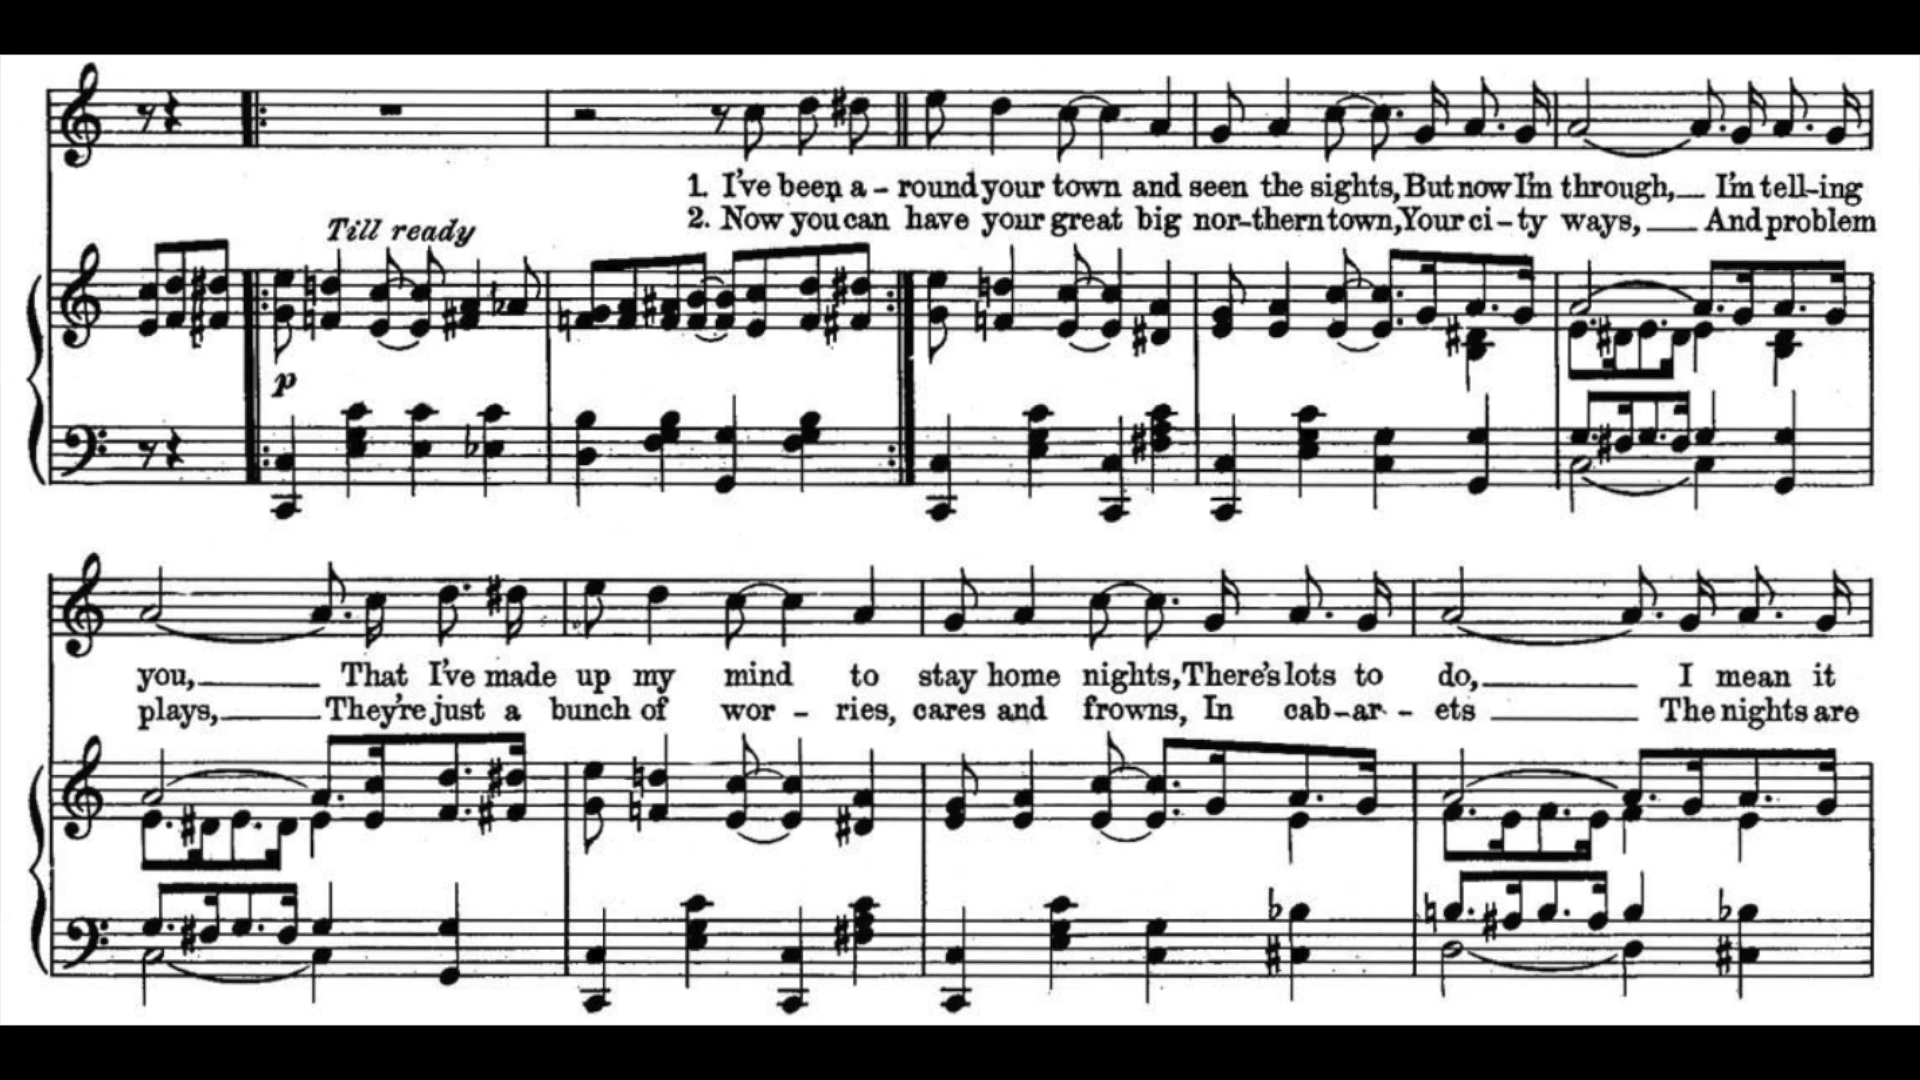 1. I've been a-round your town and seen the sights, But now I'm through,_ I'm tell-ing
2. Now you can have your great big nor-thern town, Your ci-ty ways,_ And problem
Till ready
p
you,_ That I've made up my mind to stay home nights, There's lots to do,_ I mean it
plays,_ They're just a bunch of wor-ries, cares and frowns, In cab-ar-ets_ The nights are